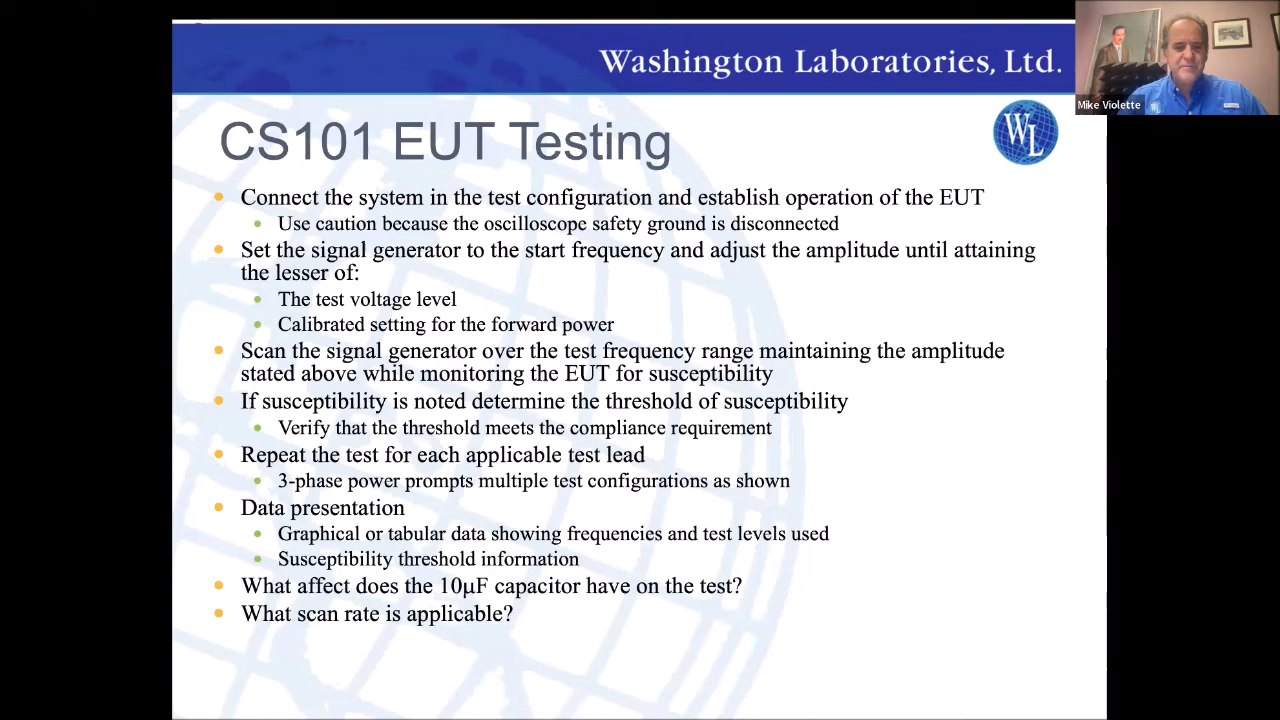 Washington Laboratories, Ltd.
Mike Violette
WL
CS101 EUT Testing
Connect the system in the test configuration and establish operation of the EUT
Use caution because the oscilloscope safety ground is disconnected
Set the signal generator to the start frequency and adjust the amplitude until attaining
the lesser of:
The test voltage level
Calibrated setting for the forward power
Scan the signal generator over the test frequency range maintaining the amplitude
stated above while monitoring the EUT for susceptibility
If susceptibility is noted determine the threshold of susceptibility
Verify that the threshold meets the compliance requirement
Repeat the test for each applicable test lead
3-phase power prompts multiple test configurations as shown
Data presentation
Graphical or tabular data showing frequencies and test levels used
Susceptibility threshold information
What affect does the 10µF capacitor have on the test?
What scan rate is applicable?